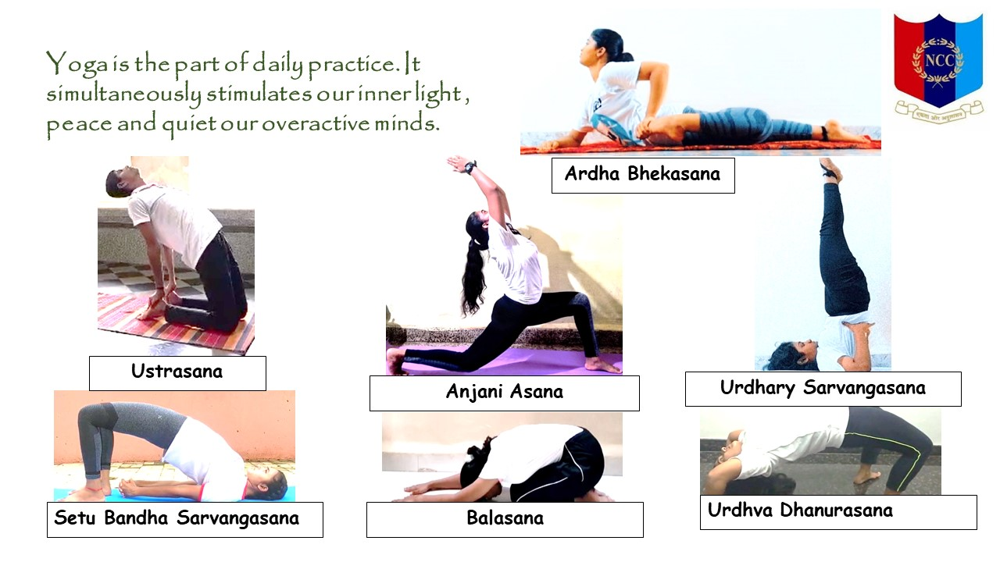 Yoga is the part of daily practice. It
simultaneously stimulates our inner light ,
peace and quiet our overactive minds.
NCC
एकता और अनुशासन
Ardha Bhekasana
Ustrasana
Anjani Asana
Urdhary Sarvangasana
Setu Bandha Sarvangasana
Balasana
Urdhva Dhanurasana